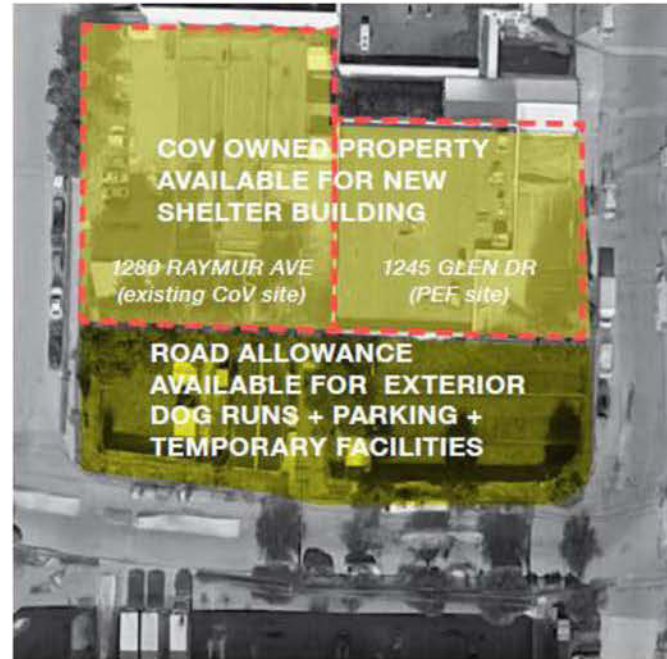 COV OWNED PROPERTY
AVAILABLE FOR NEW
SHELTER BUILDING
1280 RAYMUR AVE
(existing CoV site)
1245 GLEN DR
(PEF site)
ROAD ALLOWANCE
AVAILABLE FOR EXTERIOR
DOG RUNS + PARKING +
TEMPORARY FACILITIES